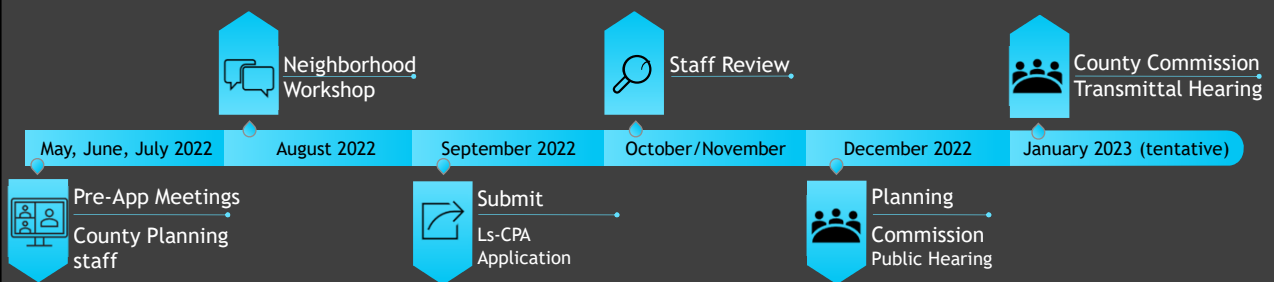 Neighborhood
Workshop
Staff Review
County Commission
Transmittal Hearing
May, June, July 2022
August 2022
September 2022
October/November
December 2022
January 2023 (tentative)
Pre-App Meetings
County Planning
staff
Submit
Ls-CPA
Application
Planning
Commission
Public Hearing